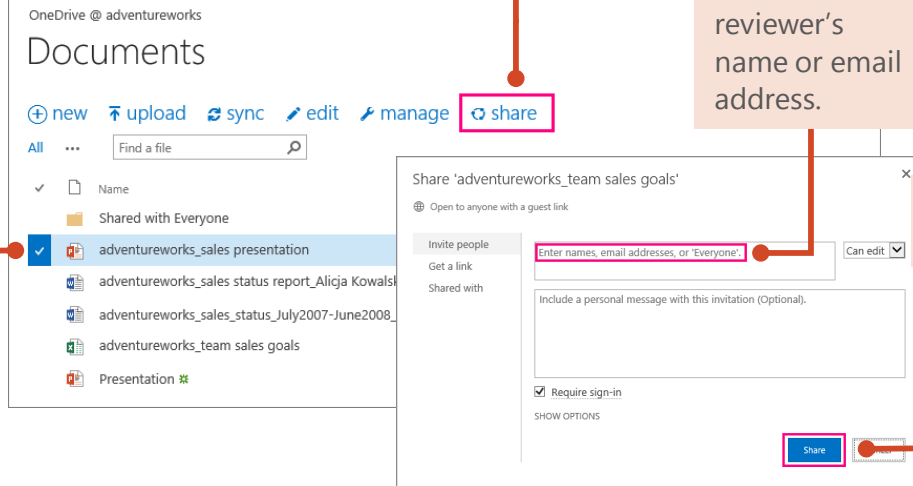 OneDrive @ adventureworks
Documents
new upload sync edit manage share
All ... Find a file
Name
Shared with Everyone
adventureworks_sales presentation
adventureworks_sales status report_Alicja
adventureworks_sales_status_July2007-June2008_
adventureworks_team sales goals
Presentation
reviewer's
name or email
address.
Share 'adventureworks_team sales goals'
Open to anyone with a guest link
Invite people
Get a link
Shared with
Enter names, email addresses, or 'Everyone'.
Can edit
Include a personal message with this invitation (Optional).
Require sign-in
SHOW OPTIONS
Share